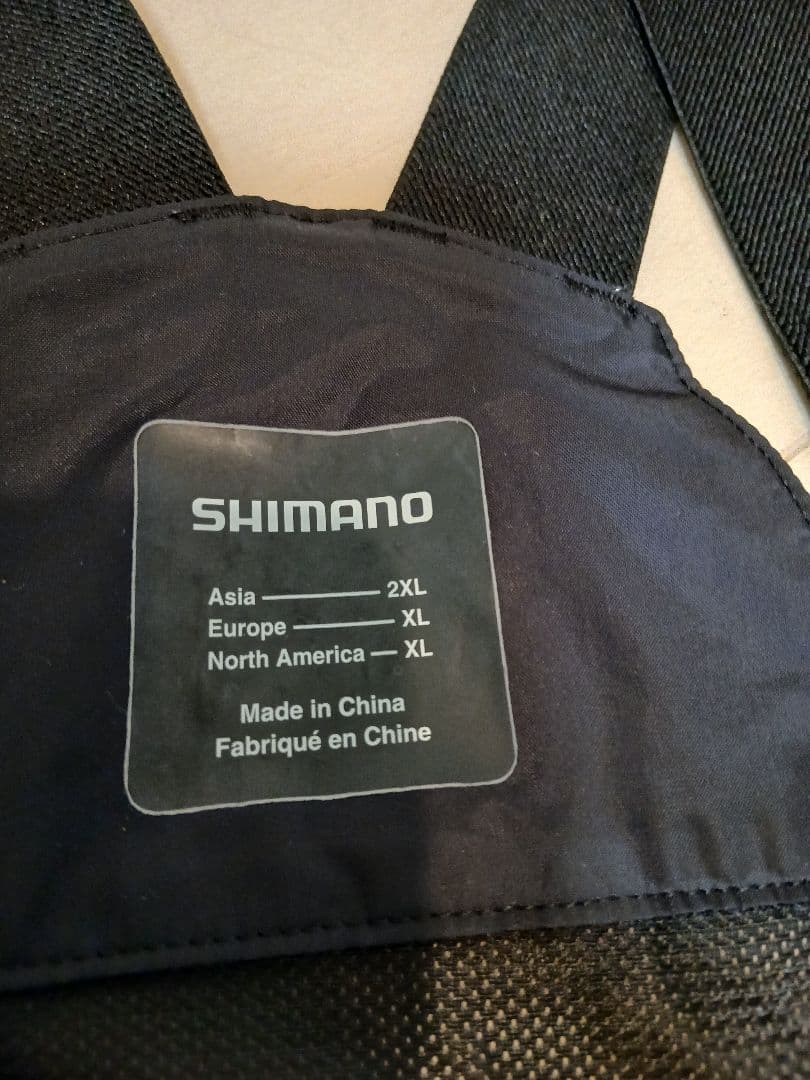 SHIMANO
Asia 2XL
Europe XL
North America XL
Made in China
Fabriqué en Chine